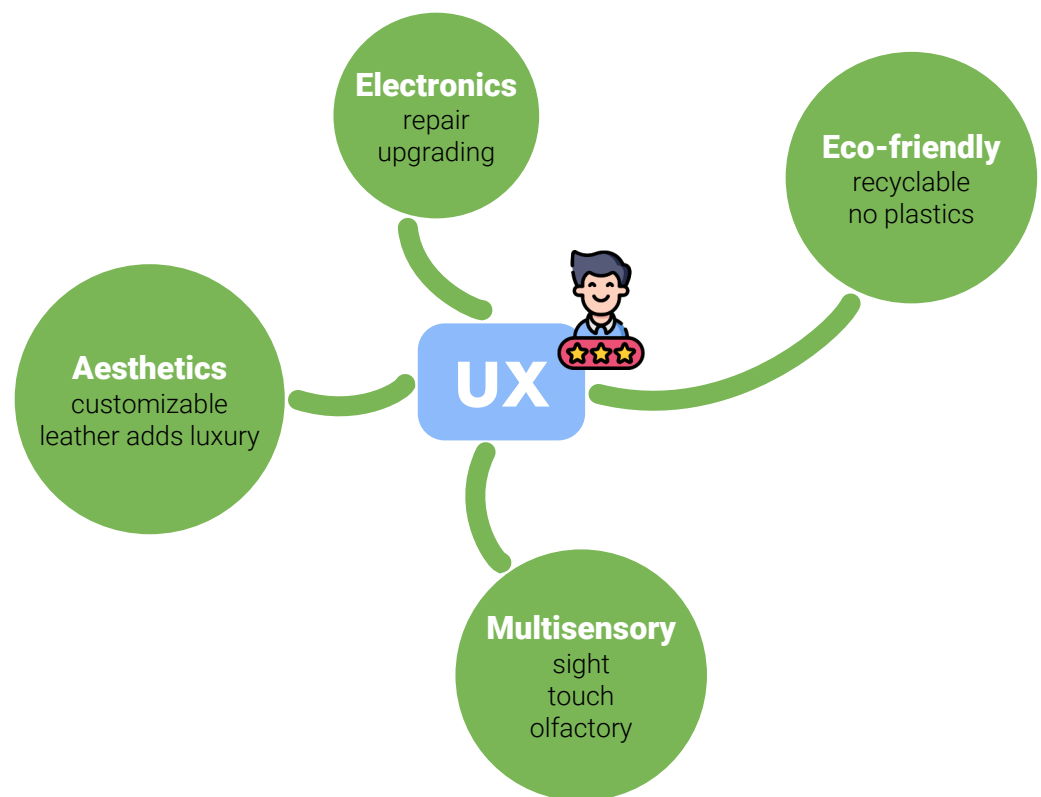 Electronics
repair
upgrading
Eco-friendly
recyclable
no plastics
Aesthetics
customizable
leather adds luxury
UX
Multisensory
sight
touch
olfactory